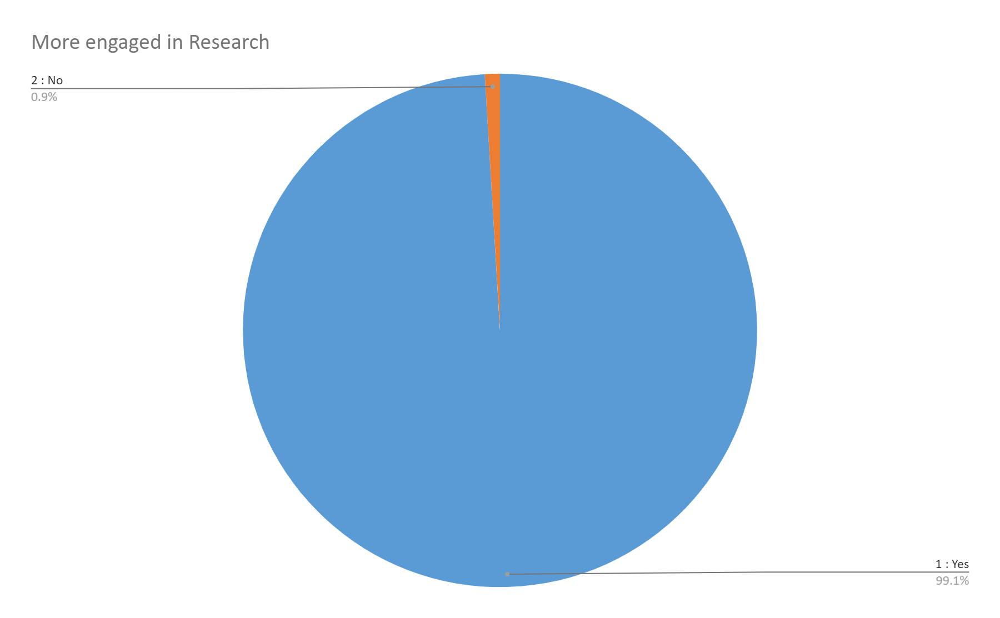 More engaged in Research
2 : No
0.9%
1 : Yes
99.1%